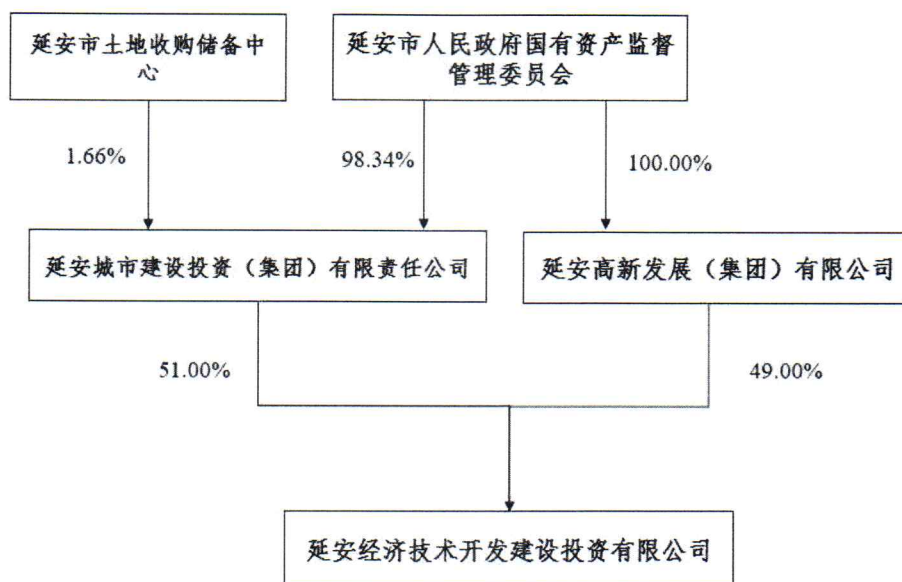 延安市土地收购储备中
心
延安市人民政府国有资产监督
管理委员会
1.66%
98.34%
100.00%
延安城市建设投资（集团）有限责任公司
延安高新发展（集团）有限公司
51.00%
49.00%
延安经济技术开发建设投资有限公司